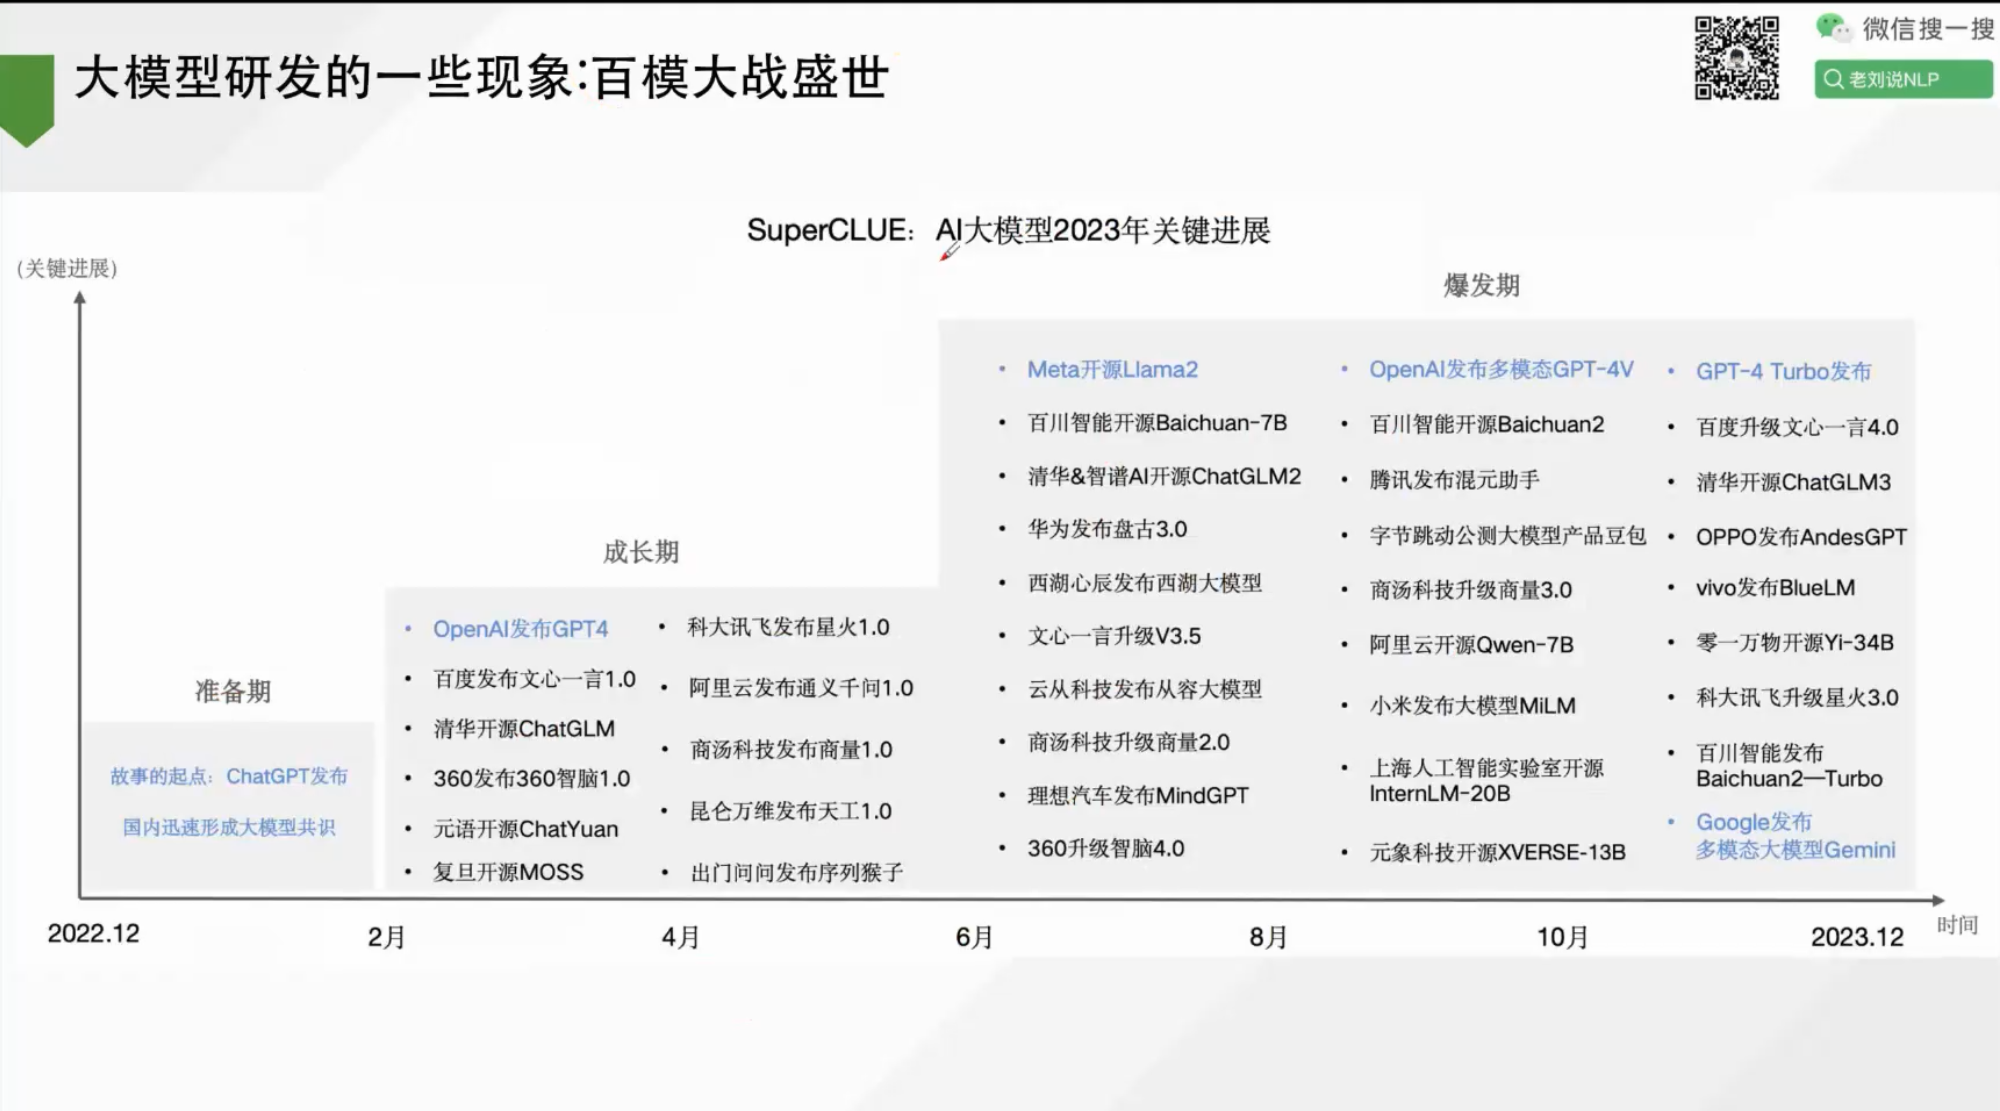 大模型研发的一些现象:百模大战盛世
微信搜一搜
老刘说NLP
SuperCLUE：AI大模型2023年关键进展
(关键进展)
准备期
故事的起点：ChatGPT发布
国内迅速形成大模型共识
成长期
• OpenAI发布GPT4
• 百度发布文心一言1.0
• 清华开源ChatGLM
• 360发布360智脑1.0
• 元语开源ChatYuan
• 复旦开源MOSS
• 科大讯飞发布星火1.0
• 阿里云发布通义千问1.0
• 商汤科技发布商量1.0
• 昆仑万维发布天工1.0
• 出门问问发布序列猴子
爆发期
• Meta开源Llama2
• 百川智能开源Baichuan-7B
• 清华&智谱AI开源ChatGLM2
• 华为发布盘古3.0
• 西湖心辰发布西湖大模型
• 文心一言升级V3.5
• 云从科技发布从容大模型
• 商汤科技升级商量2.0
• 理想汽车发布MindGPT
• 360升级智脑4.0
• OpenAI发布多模态GPT-4V
• 百川智能开源Baichuan2
• 腾讯发布混元助手
• 字节跳动公测大模型产品豆包
• 商汤科技升级商量3.0
• 阿里云开源Qwen-7B
• 小米发布大模型MiLM
• 上海人工智能实验室开源
InternLM-20B
• 元象科技开源XVERSE-13B
• GPT-4 Turbo发布
• 百度升级文心一言4.0
• 清华开源ChatGLM3
• OPPO发布AndesGPT
• vivo发布BlueLM
• 零一万物开源Yi-34B
• 科大讯飞升级星火3.0
• 百川智能发布
Baichuan2—Turbo
• Google发布
多模态大模型Gemini
2022.12
2月
4月
6月
8月
10月
2023.12
时间